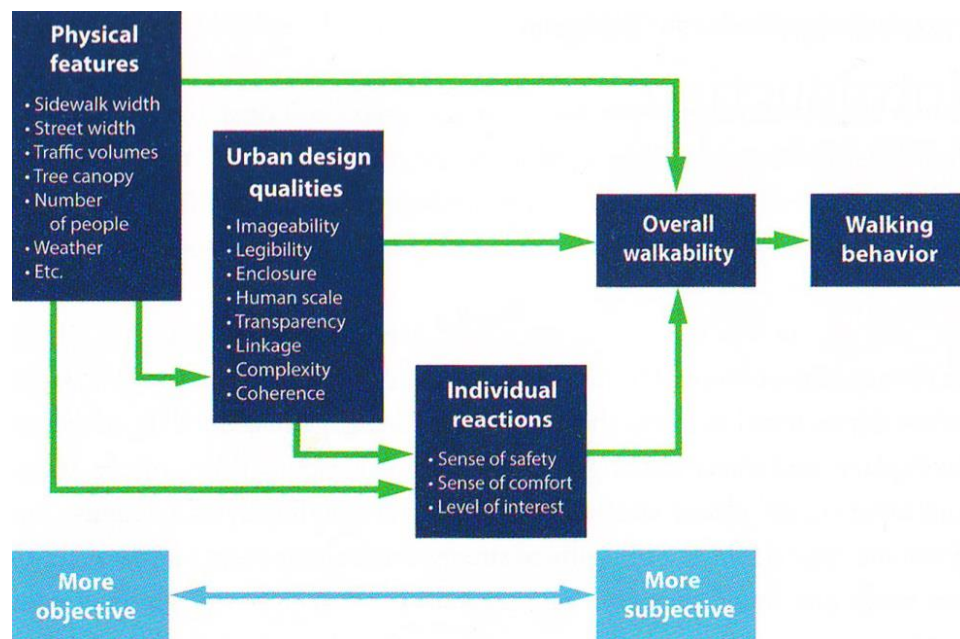 Physical
features
• Sidewalk width
• Street width
• Traffic volumes
• Tree canopy
• Number
of people
• Weather
• Etc.
Urban design
qualities
• Imageability
• Legibility
• Enclosure
• Human scale
• Transparency
• Linkage
• Complexity
• Coherence
Individual
reactions
• Sense of safety
• Sense of comfort
• Level of interest
Overall
walkability
Walking
behavior
More
objective
More
subjective